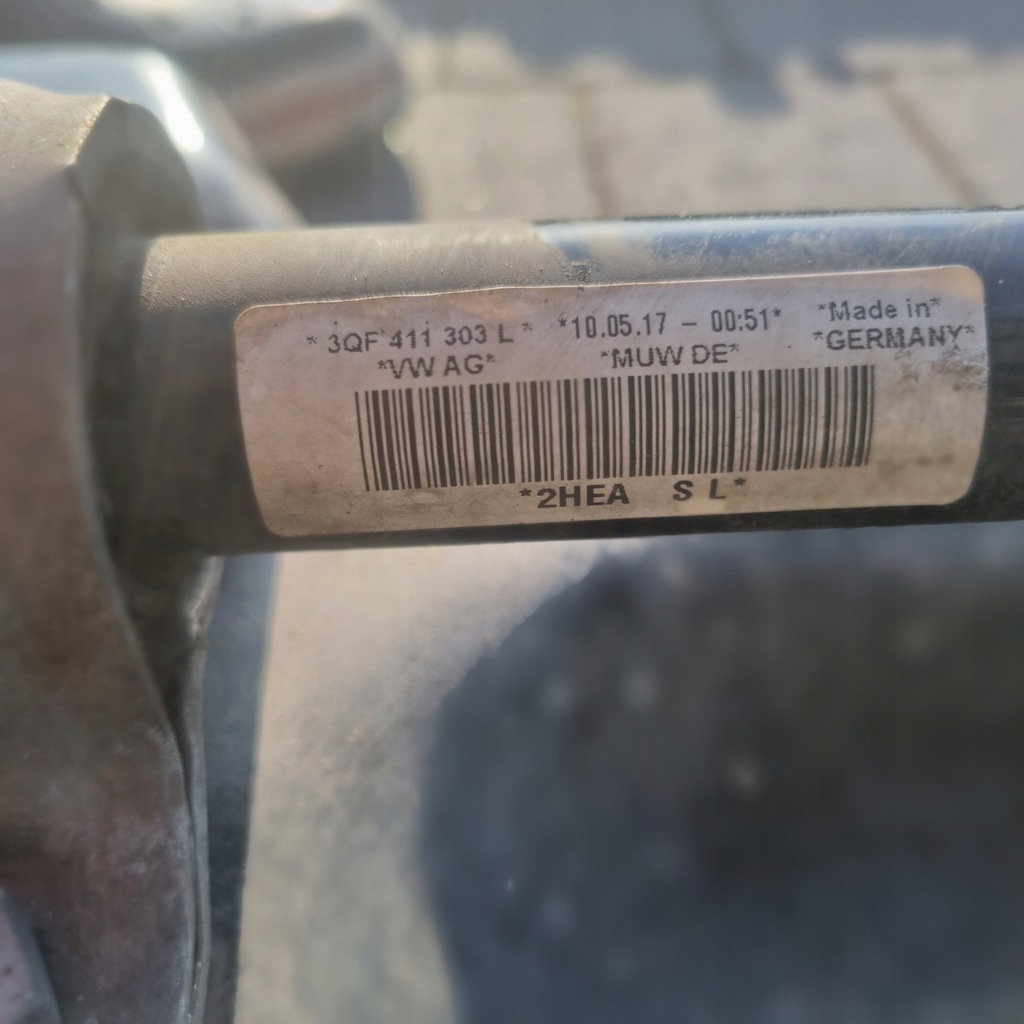 * 3QF 411 303 L * *10.05.17 – 00:51* *Made in*
*VW AG* *MUW DE* *GERMANY*
*2HEA S L*